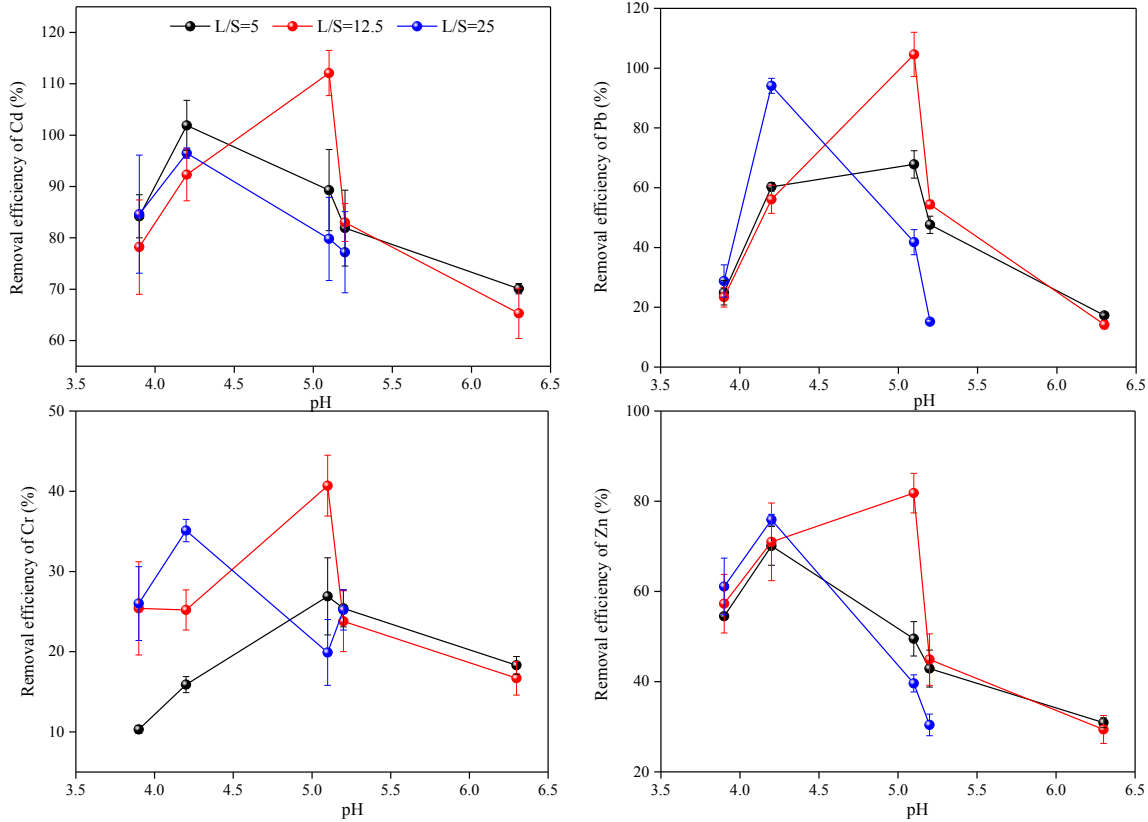 L/S=5 L/S=12.5 L/S=25
Removal efficiency of Cd (%)
120
110
100
90
80
70
60
3.5 4.0 4.5 5.0 5.5 6.0 6.5
pH
Removal efficiency of Pb (%)
120
100
80
60
40
20
0
3.5 4.0 4.5 5.0 5.5 6.0 6.5
pH
Removal efficiency of Cr (%)
50
40
30
20
10
3.5 4.0 4.5 5.0 5.5 6.0 6.5
pH
Removal efficiency of Zn (%)
100
80
60
40
20
3.5 4.0 4.5 5.0 5.5 6.0 6.5
pH